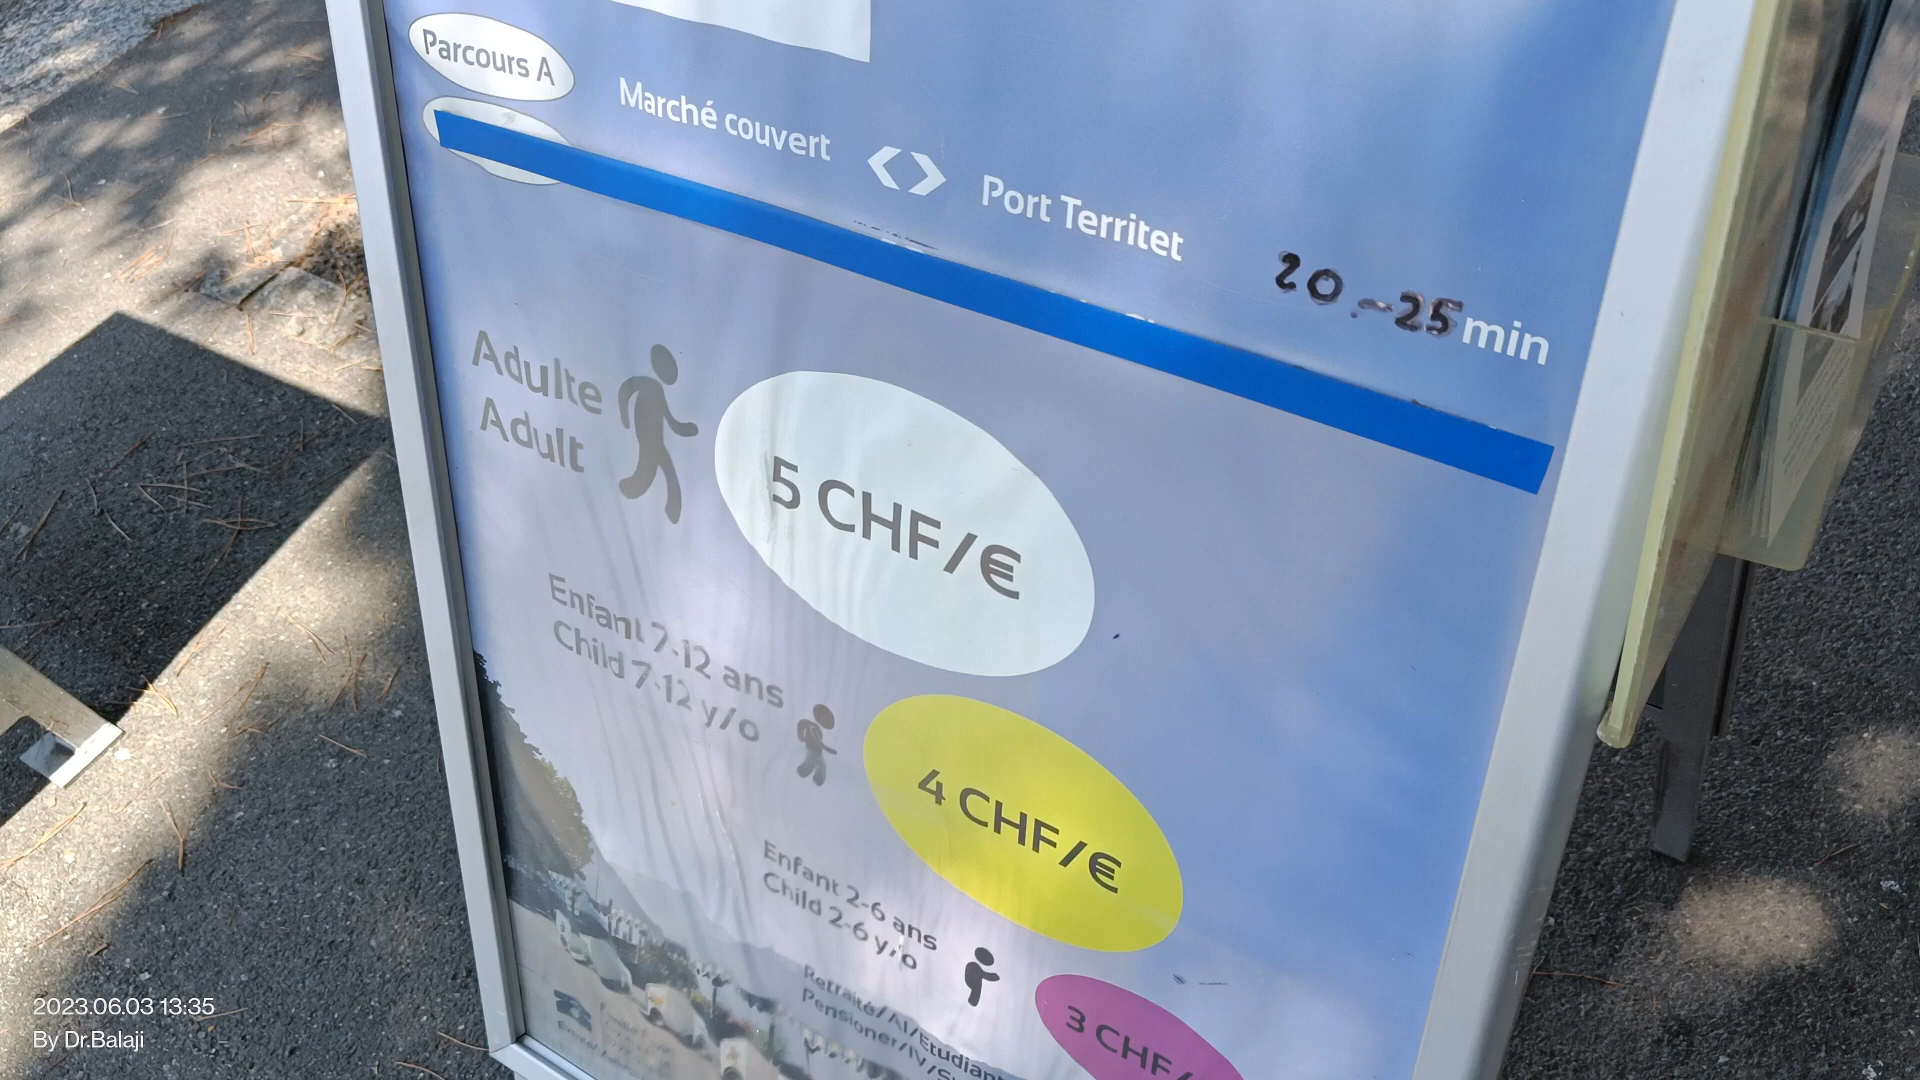 Parcours A
Marché couvert <> Port Territet
20.-25 min
Adulte
Adult
5 CHF/€
Enfant 7-12 ans
Child 7-12 y/o
4 CHF/€
Enfant 2-6 ans
Child 2-6 y/o
3 CHF/
Retraité/AI/Etudiant
Pensioner/IV/
2023.06.03 13:35
By Dr.Balaji